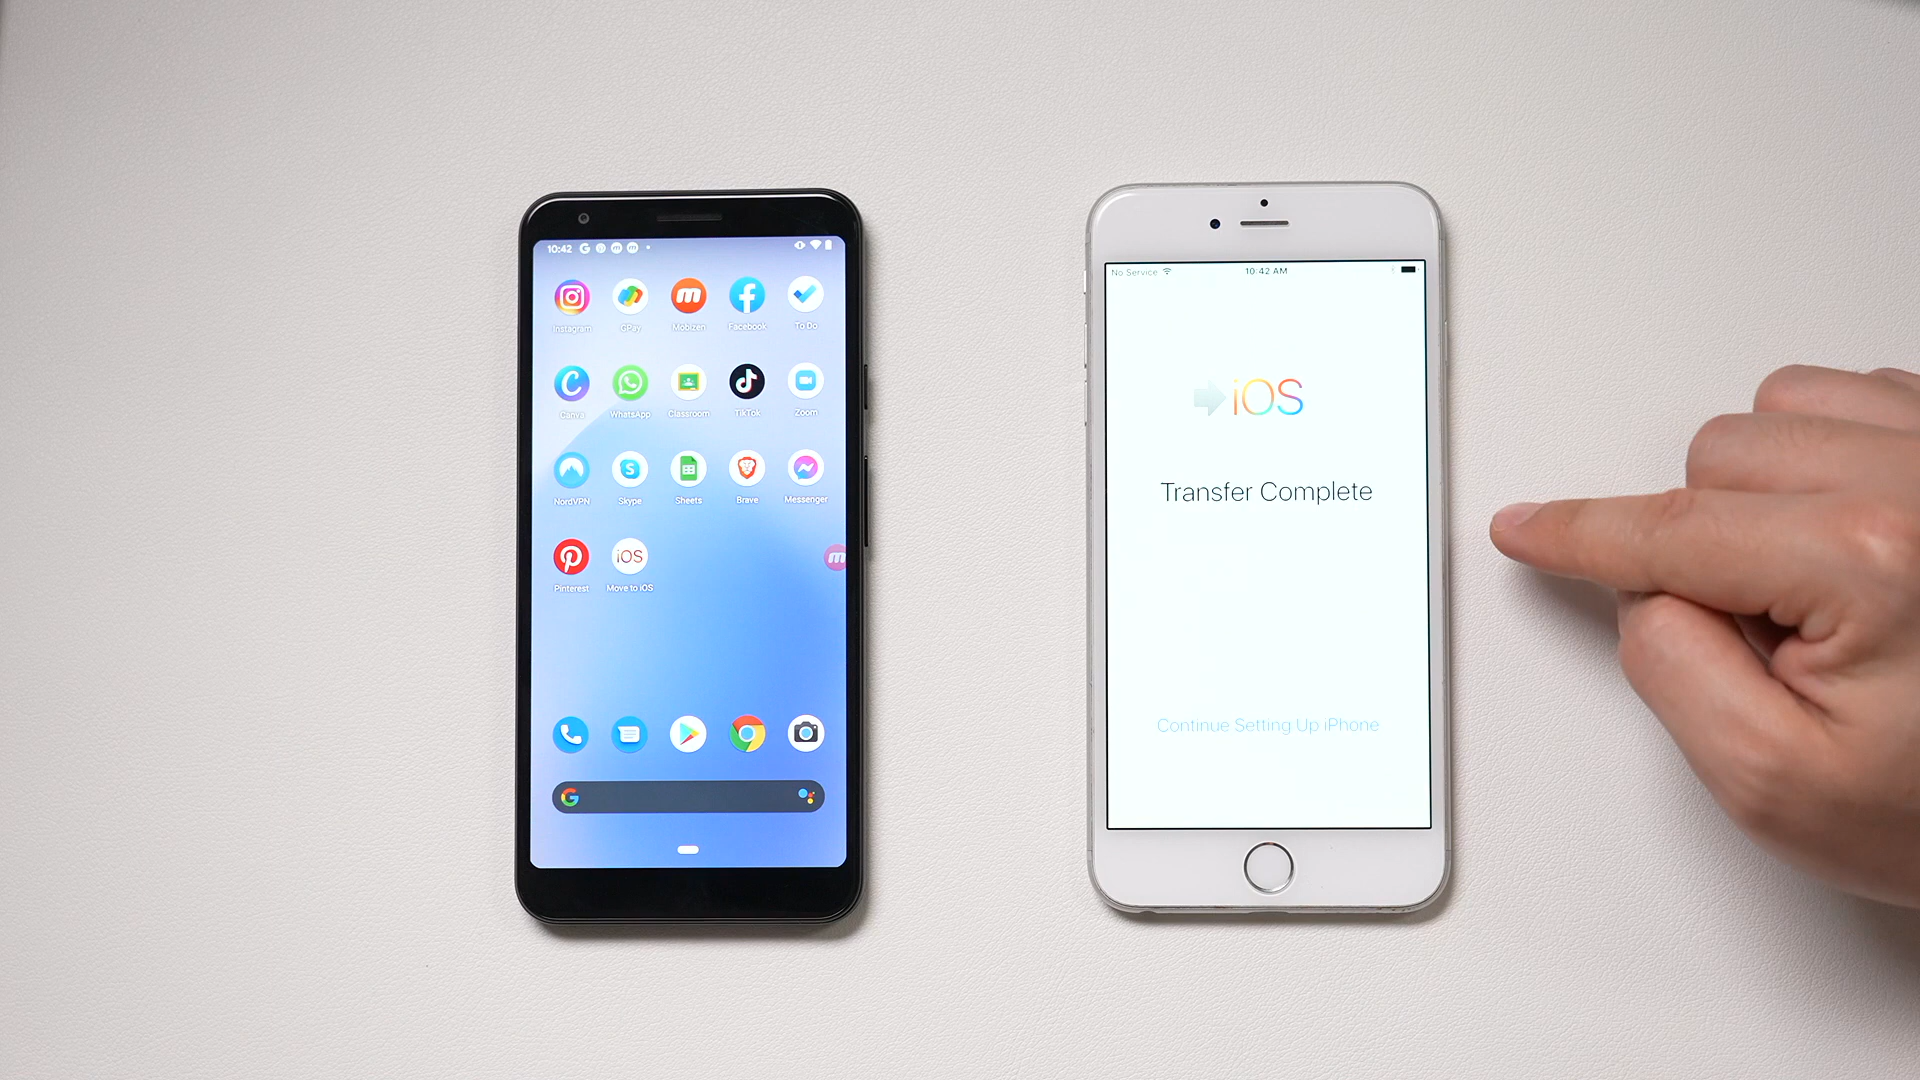 10:42
Instagram GPay Mobizen Facebook To Do
Canva WhatsApp Classroom TikTok Zoom
NordVPN Skype Sheets Brave Messenger
iOS
Pinterest Move to iOS
No Service 10:42 AM
iOS
Transfer Complete
Continue Setting Up iPhone